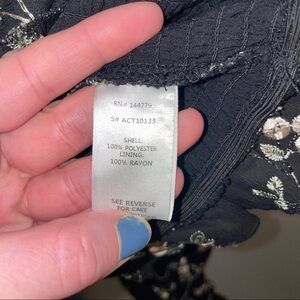 RN# 144779
S# ACT10133
SHELL:
100% POLYESTER
LINING:
100% RAYON
SEE REVERSE
FOR CARE